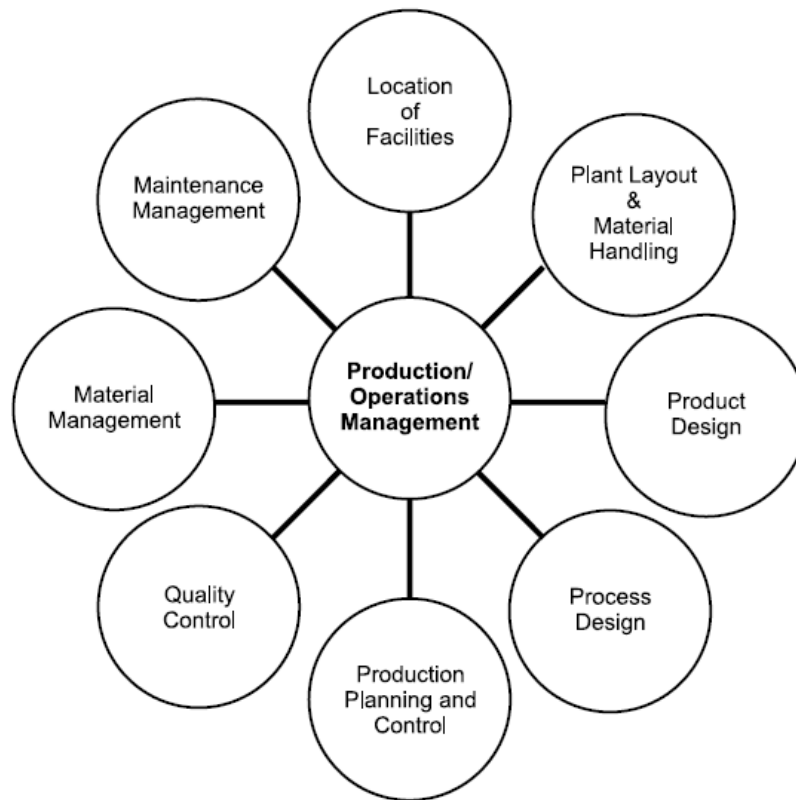 Location
of
Facilities
Plant Layout
&
Material
Handling
Product
Design
Process
Design
Production
Planning and
Control
Quality
Control
Material
Management
Maintenance
Management
Production/
Operations
Management